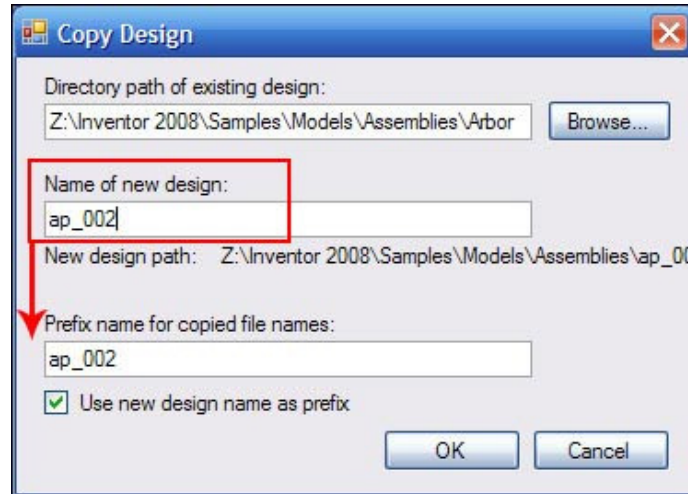 Copy Design
Directory path of existing design:
Z:\Inventor 2008\Samples\Models\Assemblies\Arbor
Browse...
Name of new design:
ap_002
New design path: Z:\Inventor 2008\Samples\Models\Assemblies\ap_00
Prefix name for copied file names:
ap_002
Use new design name as prefix
OK Cancel